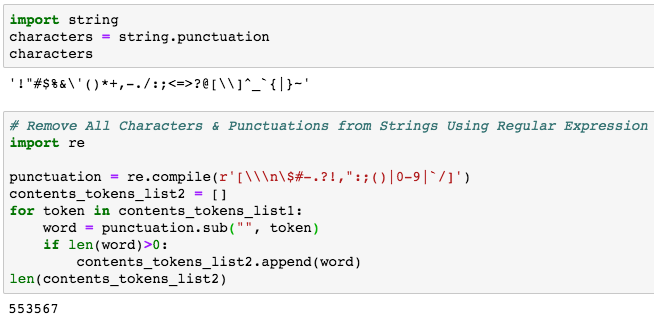 import string
characters = string.punctuation
characters
'!"#$%&\'()*+,-./:;<=>?@[\\]^_`{|}~'
# Remove All Characters & Punctuations from Strings Using Regular Expression
import re
punctuation = re.compile(r'[\\\n\$#-.?!,":;()|0-9|`/]')
contents_tokens_list2 = []
for token in contents_tokens_list1:
    word = punctuation.sub("", token)
    if len(word)>0:
        contents_tokens_list2.append(word)
len(contents_tokens_list2)
553567